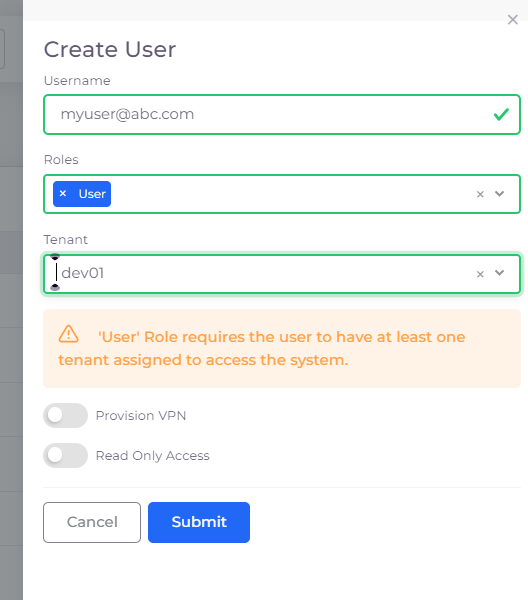 Create User
Username
myuser@abc.com
Roles
× User
Tenant
dev01
'User' Role requires the user to have at least one
tenant assigned to access the system.
Provision VPN
Read Only Access
Cancel Submit